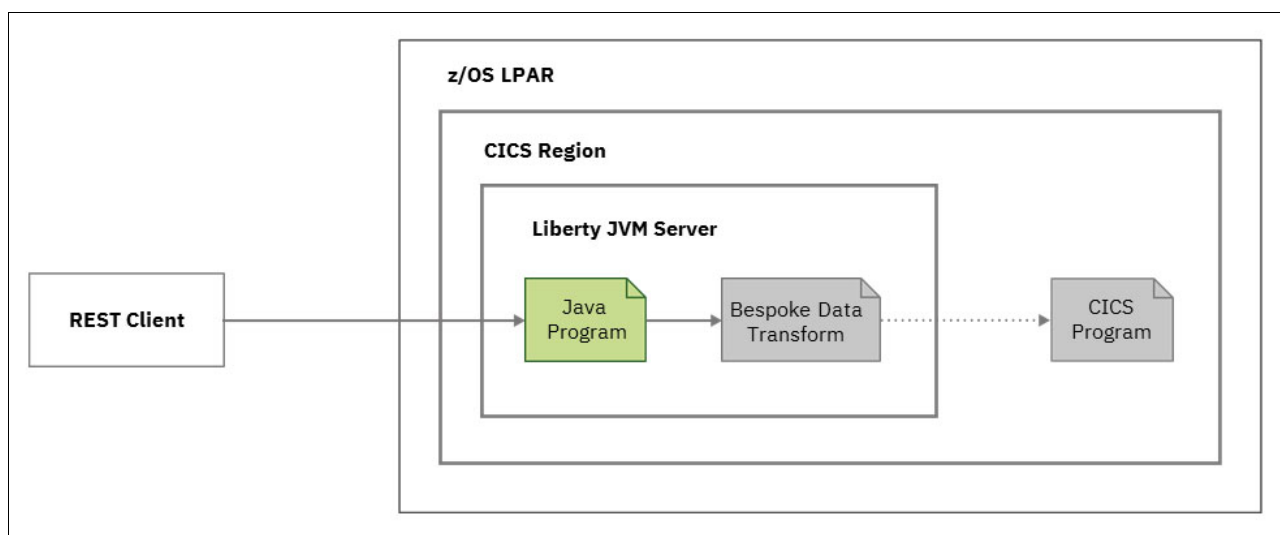 z/OS LPAR
CICS Region
Liberty JVM Server
REST Client
Java
Program
Bespoke Data
Transform
CICS
Program